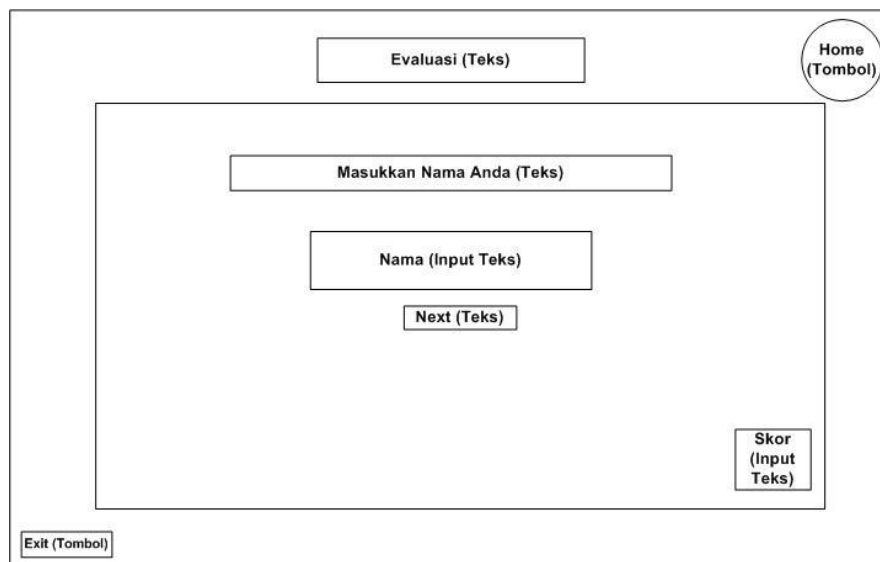 Evaluasi (Teks)
Home
(Tombol)
Masukkan Nama Anda (Teks)
Nama (Input Teks)
Next (Teks)
Skor
(Input
Teks)
Exit (Tombol)